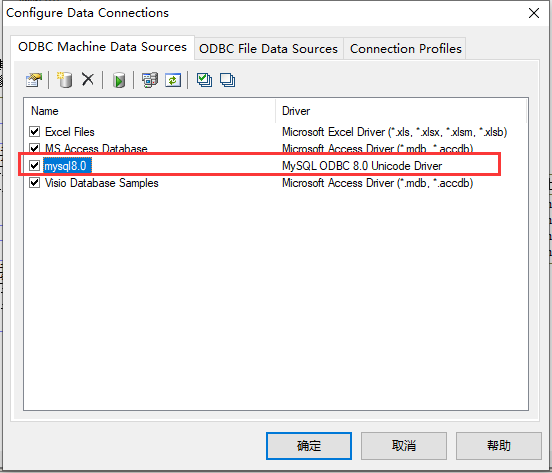 Configure Data Connections
ODBC Machine Data Sources ODBC File Data Sources Connection Profiles
Name Driver
Excel Files Microsoft Excel Driver (*.xls, *.xlsx, *.xlsm, *.xlsb)
MS Access Database Microsoft Access Driver (*.mdb, *.accdb)
mysql8.0 MySQL ODBC 8.0 Unicode Driver
Visio Database Samples Microsoft Access Driver (*.mdb, *.accdb)
确定 取消 帮助